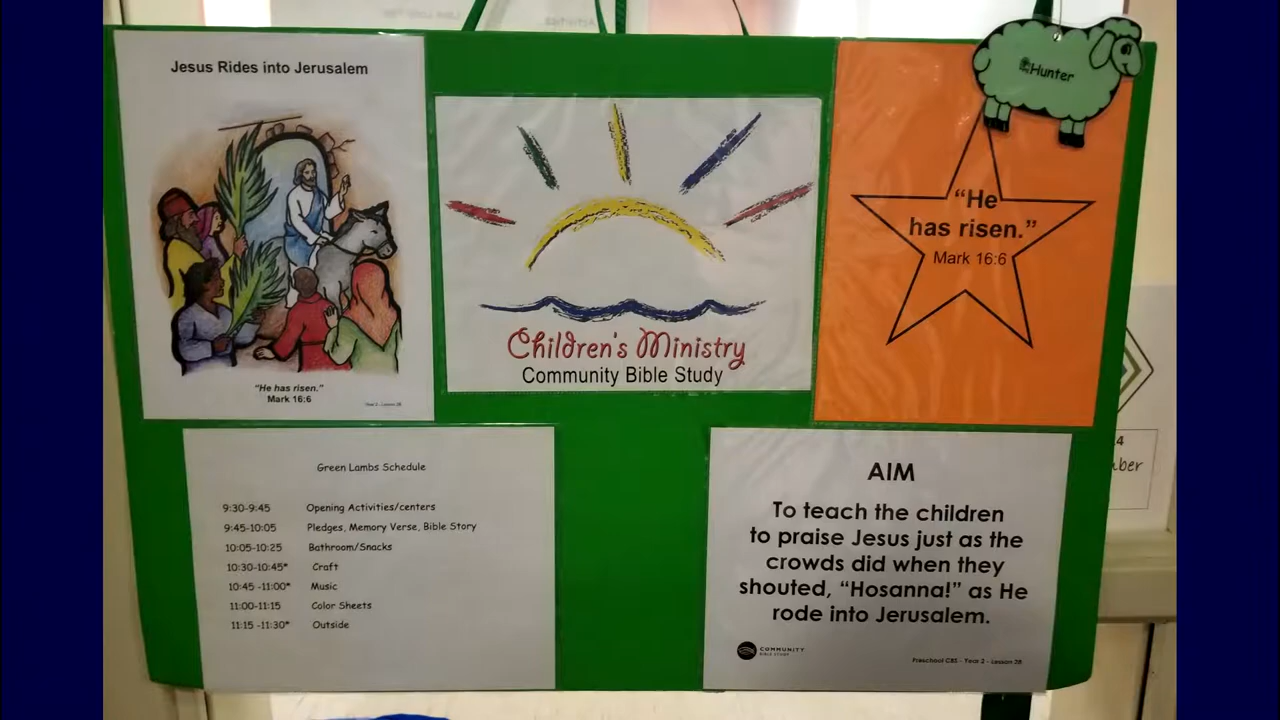 Jesus Rides into Jerusalem
"He has risen."
Mark 16:6
Children's Ministry
Community Bible Study
Hunter
"He
has risen."
Mark 16:6
Green Lambs Schedule
9:30-9:45 Opening Activities/centers
9:45-10:05 Pledges, Memory Verse, Bible Story
10:05-10:25 Bathroom/Snacks
10:30-10:45* Craft
10:45 -11:00* Music
11:00-11:15 Color Sheets
11:15 -11:30* Outside
AIM
To teach the children
to praise Jesus just as the
crowds did when they
shouted, "Hosanna!" as He
rode into Jerusalem.
COMMUNITY
BIBLE STUDY
Preschool CBS - Year 2 - Lesson 28